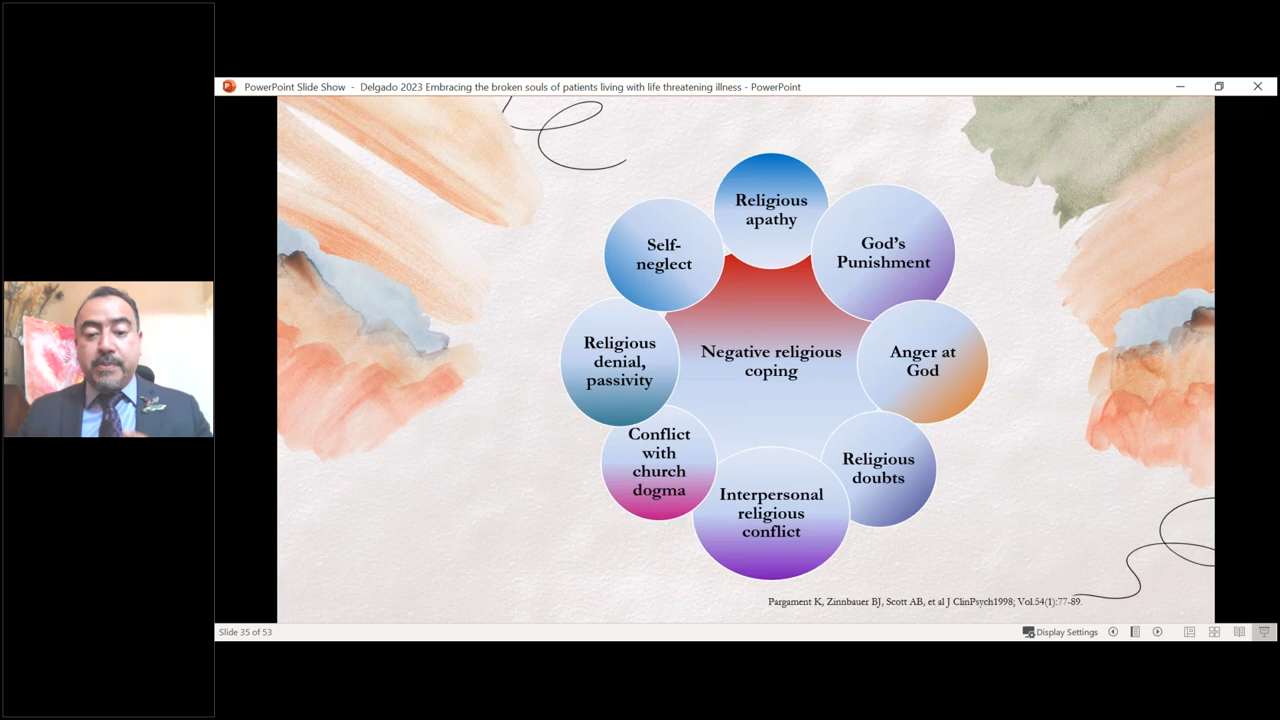 PowerPoint Slide Show - Delgado 2023 Embracing the broken souls of patients living with life threatening illness - PowerPoint
Religious
apathy
God's
Punishment
Anger at
God
Religious
doubts
Interpersonal
religious
conflict
Conflict
with
church
dogma
Religious
denial,
passivity
Self-
neglect
Negative religious
coping
Pargament K, Zinnbauer BJ, Scott AB, et al J ClinPsych1998; Vol.54(1):77-89.
Slide 35 of 53
Display Settings